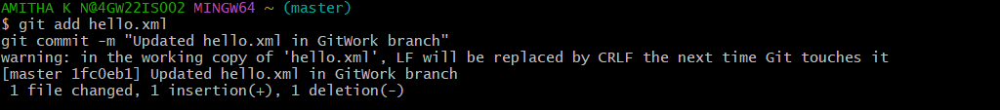 AMITHA K N@4GW22IS002 MINGW64 ~ (master)
$ git add hello.xml
git commit -m "Updated hello.xml in GitWork branch"
warning: in the working copy of 'hello.xml', LF will be replaced by CRLF the next time Git touches it
[master 1fc0eb1] Updated hello.xml in GitWork branch
 1 file changed, 1 insertion(+), 1 deletion(-)